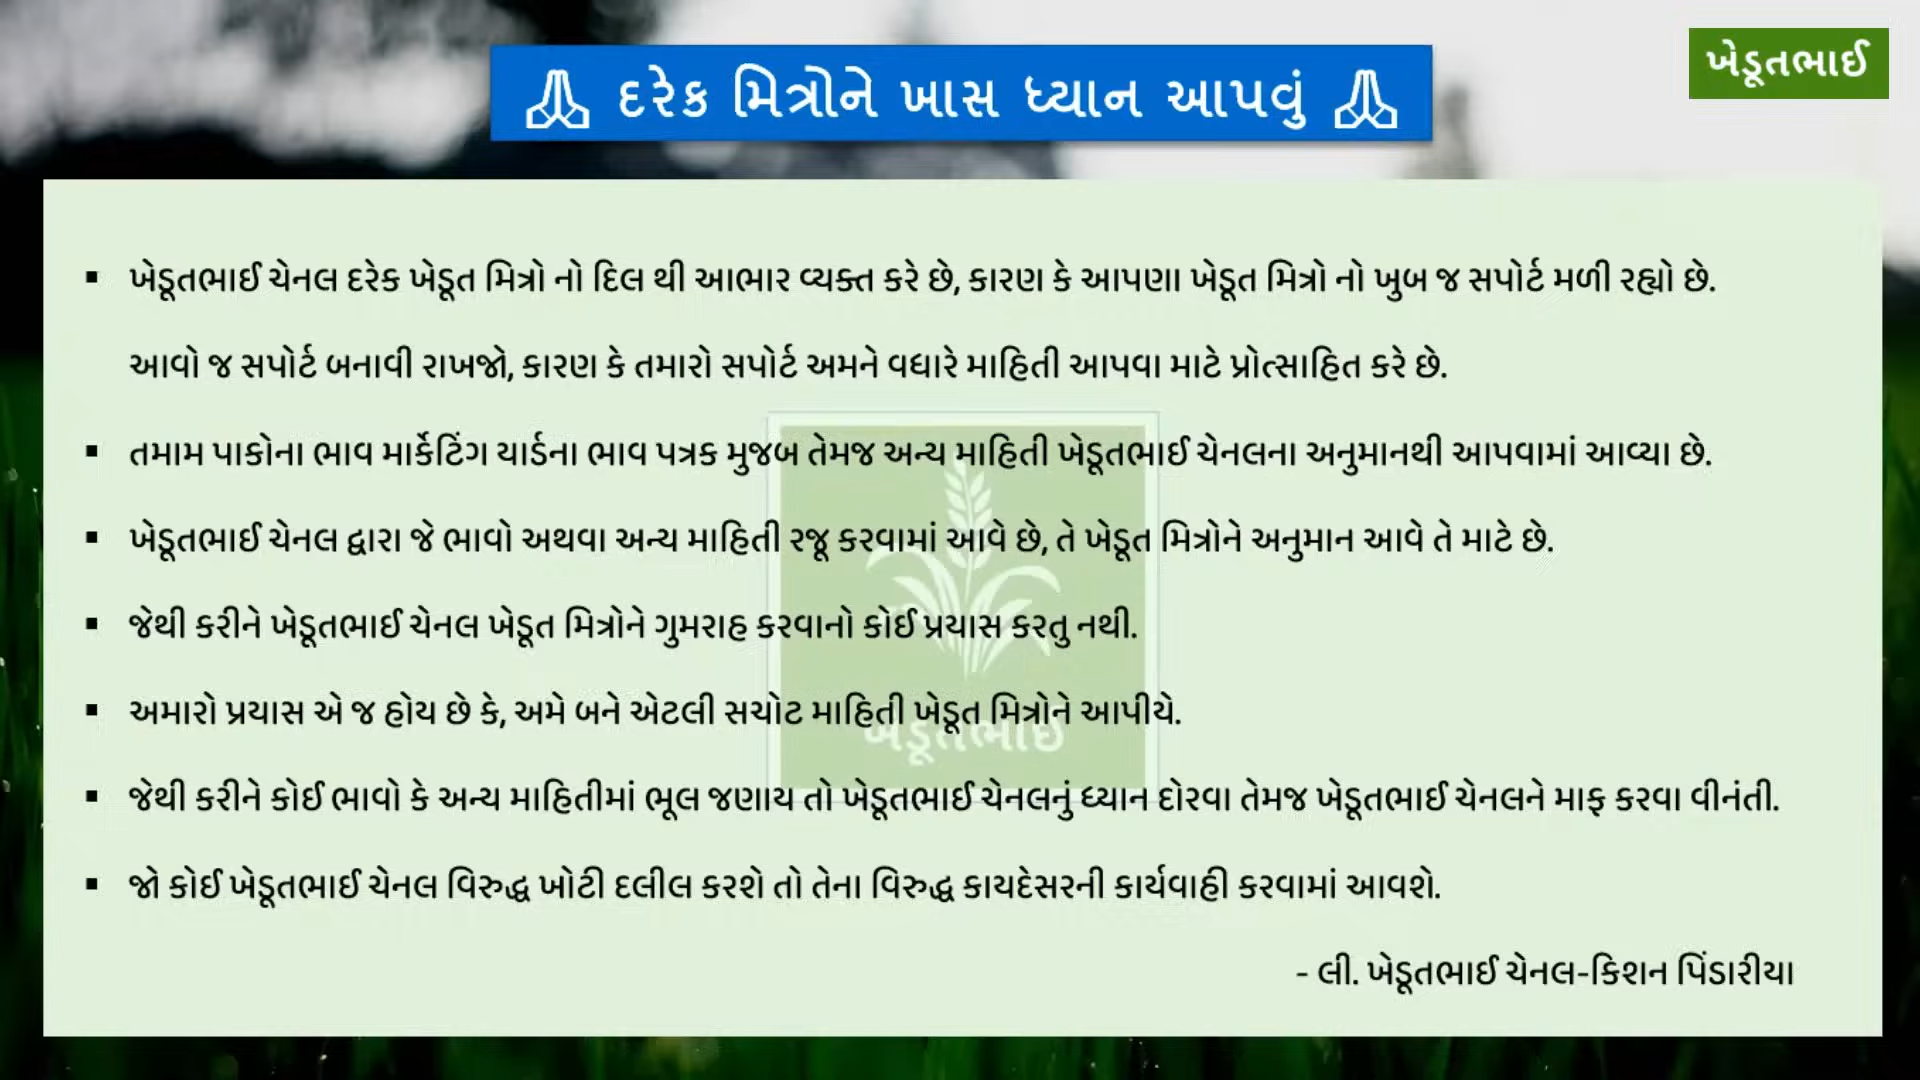 ખેડૂતભાઈ
દરેક મિત્રોને ખાસ ધ્યાન આપવું
▪ ખેડૂતભાઈ ચેનલ દરેક ખેડૂત મિત્રો નો દિલ થી આભાર વ્યક્ત કરે છે, કારણ કે આપણા ખેડૂત મિત્રો નો ખુબ જ સપોર્ટ મળી રહ્યો છે.
આવો જ સપોર્ટ બનાવી રાખજો, કારણ કે તમારો સપોર્ટ અમને વધારે માહિતી આપવા માટે પ્રોત્સાહિત કરે છે.
▪ તમામ પાકોના ભાવ માર્કેટિંગ યાર્ડના ભાવ પત્રક મુજબ તેમજ અન્ય માહિતી ખેડૂતભાઈ ચેનલના અનુમાનથી આપવામાં આવ્યા છે.
▪ ખેડૂતભાઈ ચેનલ દ્વારા જે ભાવો અથવા અન્ય માહિતી રજૂ કરવામાં આવે છે, તે ખેડૂત મિત્રોને અનુમાન આવે તે માટે છે.
▪ જેથી કરીને ખેડૂતભાઈ ચેનલ ખેડૂત મિત્રોને ગુમરાહ કરવાનો કોઈ પ્રયાસ કરતુ નથી.
▪ અમારો પ્રયાસ એ જ હોય છે કે, અમે બને એટલી સચોટ માહિતી ખેડૂત મિત્રોને આપીયે.
ખેડૂતભાઈ
▪ જેથી કરીને કોઈ ભાવો કે અન્ય માહિતીમાં ભૂલ જણાય તો ખેડૂતભાઈ ચેનલનું ધ્યાન દોરવા તેમજ ખેડૂતભાઈ ચેનલને માફ કરવા વીનંતી.
▪ જો કોઈ ખેડૂતભાઈ ચેનલ વિરુદ્ધ ખોટી દલીલ કરશે તો તેના વિરુદ્ધ કાયદેસરની કાર્યવાહી કરવામાં આવશે.
- લી. ખેડૂતભાઈ ચેનલ-કિશન પિંડારીયા